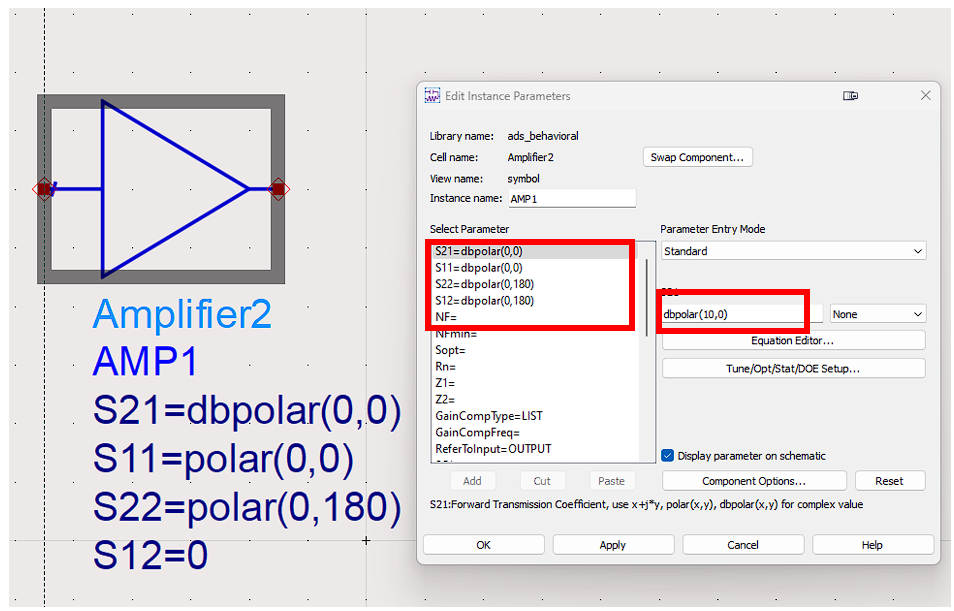 Amplifier2
AMP1
S21=dbpolar(0,0)
S11=polar(0,0)
S22=polar(0,180)
S12=0
Edit Instance Parameters
Library name: ads_behavioral
Cell name: Amplifier2
Swap Component...
View name: symbol
Instance name: AMP1
Select Parameter
Parameter Entry Mode
S21=dbpolar(0,0)
Standard
S11=dbpolar(0,0)
S22=dbpolar(0,180)
S12=dbpolar(0,180)
NF=
dbpolar(10,0)
None
NFmin=
Equation Editor...
Sopt=
Rn=
Tune/Opt/Stat/DOE Setup...
Z1=
Z2=
GainCompType=LIST
GainCompFreq=
ReferToInput=OUTPUT
Display parameter on schematic
Add
Cut
Paste
Component Options...
Reset
S21:Forward Transmission Coefficient, use x+j*y, polar(x,y), dbpolar(x,y) for complex value
OK
Apply
Cancel
Help